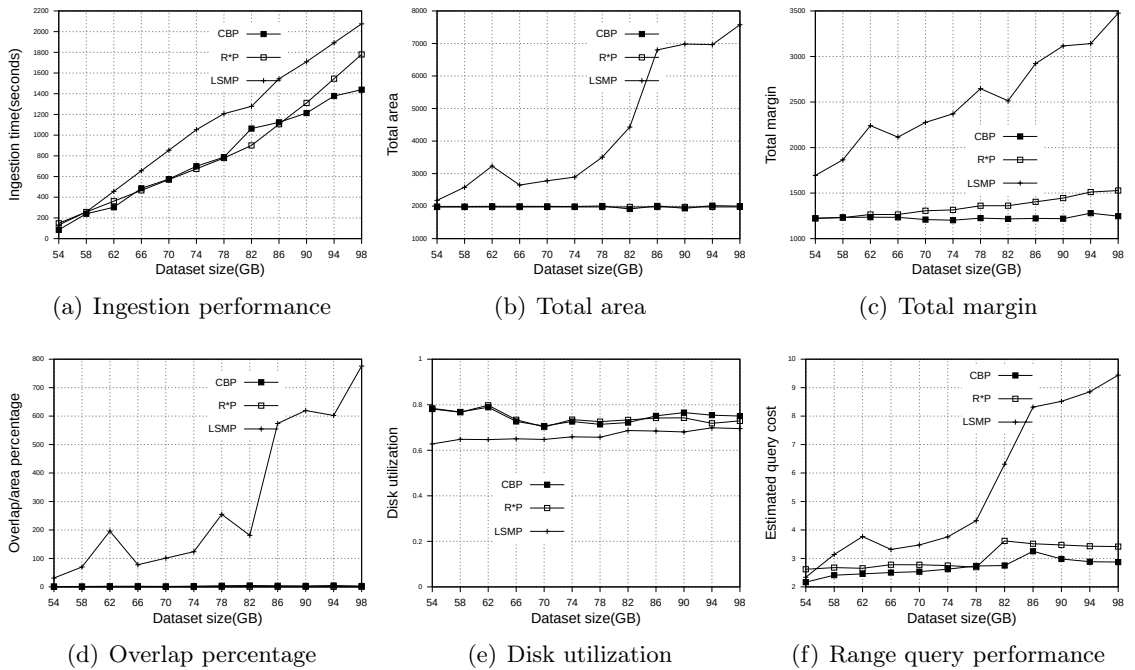 2200
2000
1800
1600
1400
1200
1000
800
600
400
200
0
54 58 62 66 70 74 78 82 86 90 94 98
Ingestion time(seconds)
Dataset size(GB)
CBP
R*P
LSMP
(a) Ingestion performance
8000
7000
6000
5000
4000
3000
2000
1000
54 58 62 66 70 74 78 82 86 90 94 98
Total area
Dataset size(GB)
CBP
R*P
LSMP
(b) Total area
3500
3000
2500
2000
1500
1000
54 58 62 66 70 74 78 82 86 90 94 98
Total margin
Dataset size(GB)
CBP
R*P
LSMP
(c) Total margin
800
700
600
500
400
300
200
100
0
54 58 62 66 70 74 78 82 86 90 94 98
Overlap/area percentage
Dataset size(GB)
CBP
R*P
LSMP
(d) Overlap percentage
1
0.8
0.6
0.4
0.2
0
54 58 62 66 70 74 78 82 86 90 94 98
Disk utilization
Dataset size(GB)
CBP
R*P
LSMP
(e) Disk utilization
10
9
8
7
6
5
4
3
2
54 58 62 66 70 74 78 82 86 90 94 98
Estimated query cost
Dataset size(GB)
CBP
R*P
LSMP
(f) Range query performance